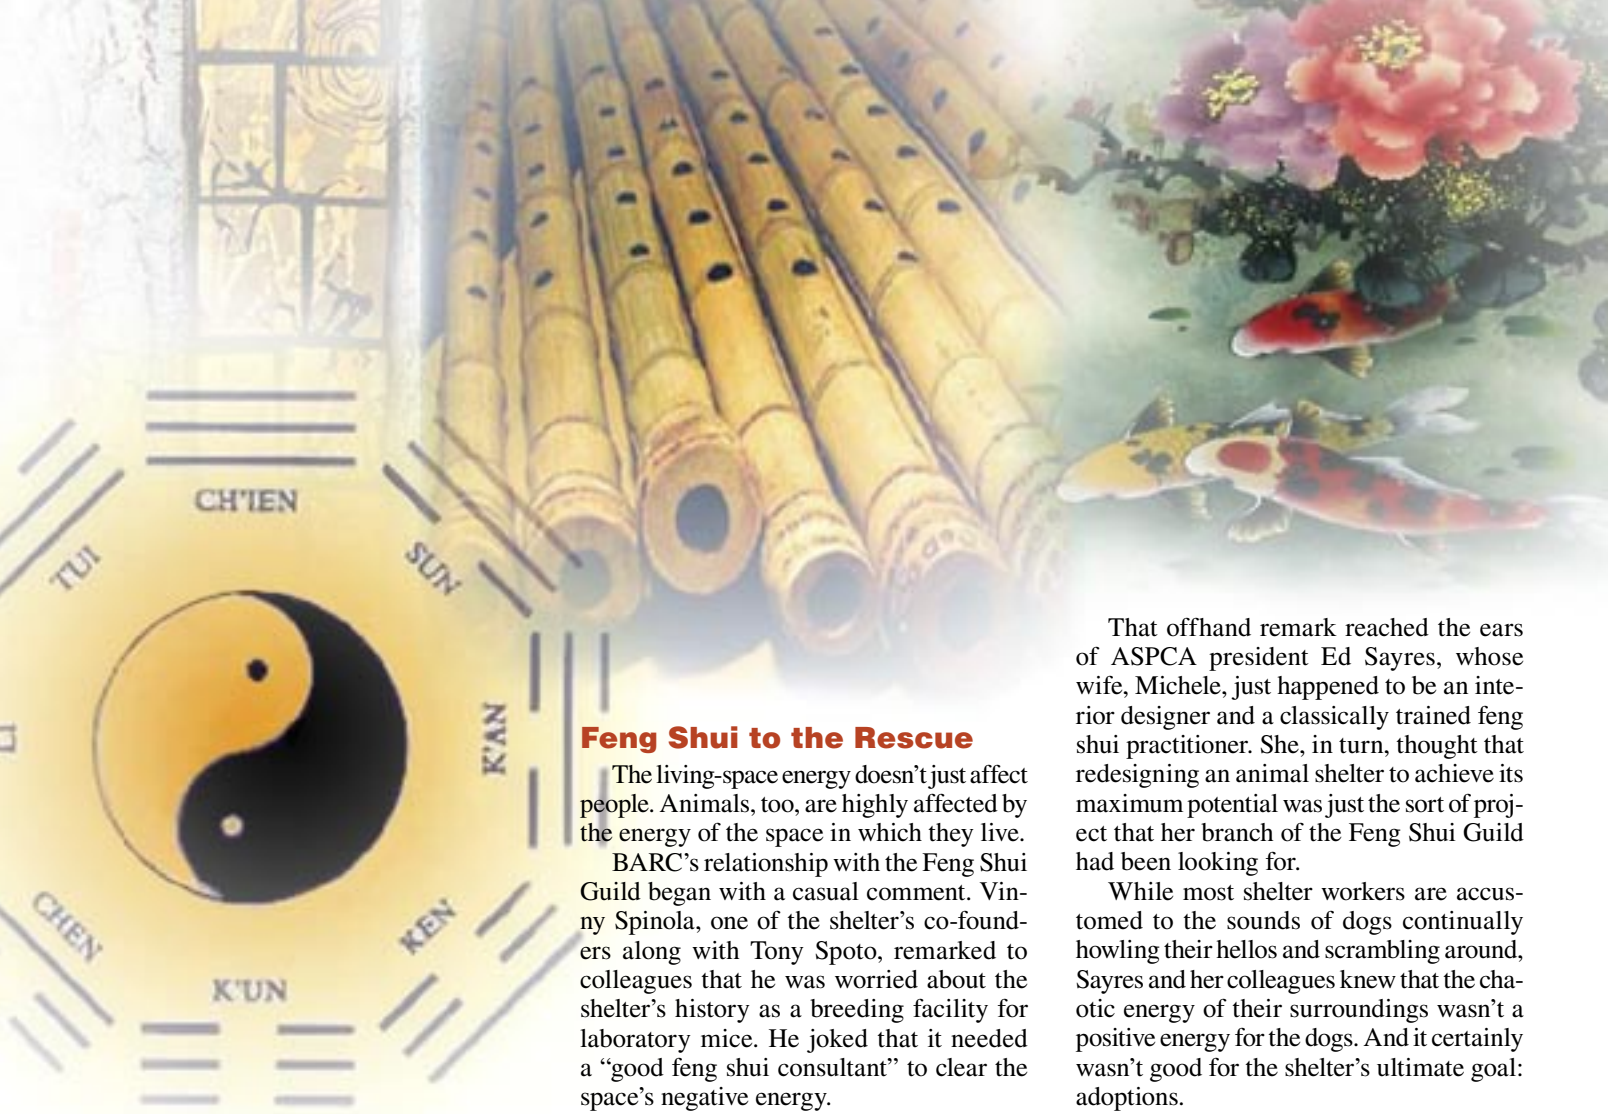 CH'IEN
TUI
SUN
LI
K'AN
CHEN
KEN
K'UN
Feng Shui to the Rescue
The living-space energy doesn't just affect
people. Animals, too, are highly affected by
the energy of the space in which they live.
BARC's relationship with the Feng Shui
Guild began with a casual comment. Vin-
ny Spinola, one of the shelter's co-found-
ers along with Tony Spoto, remarked to
colleagues that he was worried about the
shelter's history as a breeding facility for
laboratory mice. He joked that it needed
a “good feng shui consultant” to clear the
space's negative energy.
That offhand remark reached the ears
of ASPCA president Ed Sayres, whose
wife, Michele, just happened to be an inte-
rior designer and a classically trained feng
shui practitioner. She, in turn, thought that
redesigning an animal shelter to achieve its
maximum potential was just the sort of proj-
ect that her branch of the Feng Shui Guild
had been looking for.
While most shelter workers are accus-
tomed to the sounds of dogs continually
howling their hellos and scrambling around,
Sayres and her colleagues knew that the cha-
otic energy of their surroundings wasn't a
positive energy for the dogs. And it certainly
wasn't good for the shelter's ultimate goal:
adoptions.